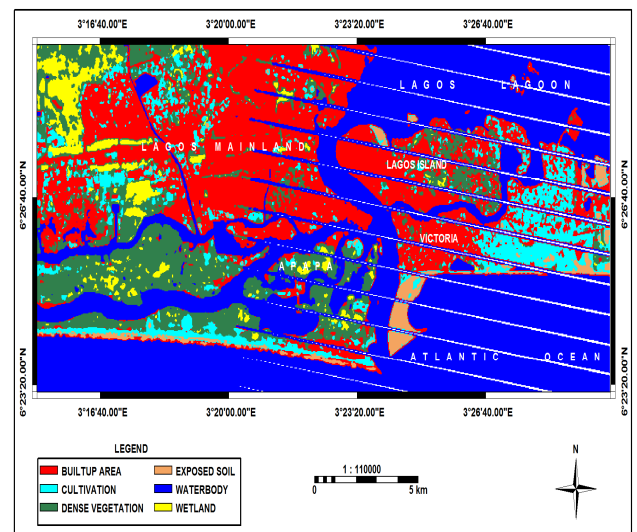 3°16'40.00"E 3°20'00.00"E 3°23'20.00"E 3°26'40.00"E
LAGOS LAGOON
LAGOS MAINLAND
LAGOS ISLAND
6°26'40.00"N 6°26'40.00"N
VICTORIA
ATLANTIC OCEAN
6°23'20.00"N 6°23'20.00"N
3°16'40.00"E 3°20'00.00"E 3°23'20.00"E 3°26'40.00"E
LEGEND
BUILTUP AREA EXPOSED SOIL
CULTIVATION WATERBODY
DENSE VEGETATION WETLAND
1 : 110000
0 5 km
N